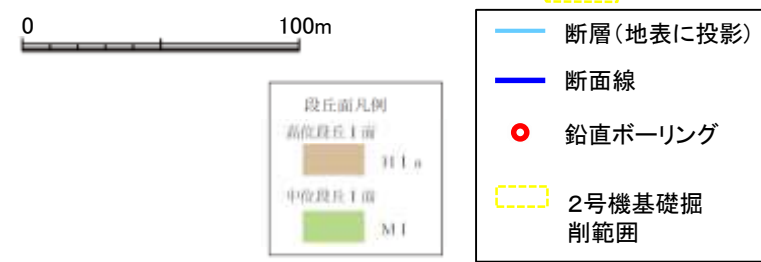 0 100m
断層（地表に投影）
断面線
鉛直ボーリング
２号機基礎掘
削範囲
段丘面凡例
高位段丘Ⅰ面
HⅠa
中位段丘Ⅰ面
MⅠ